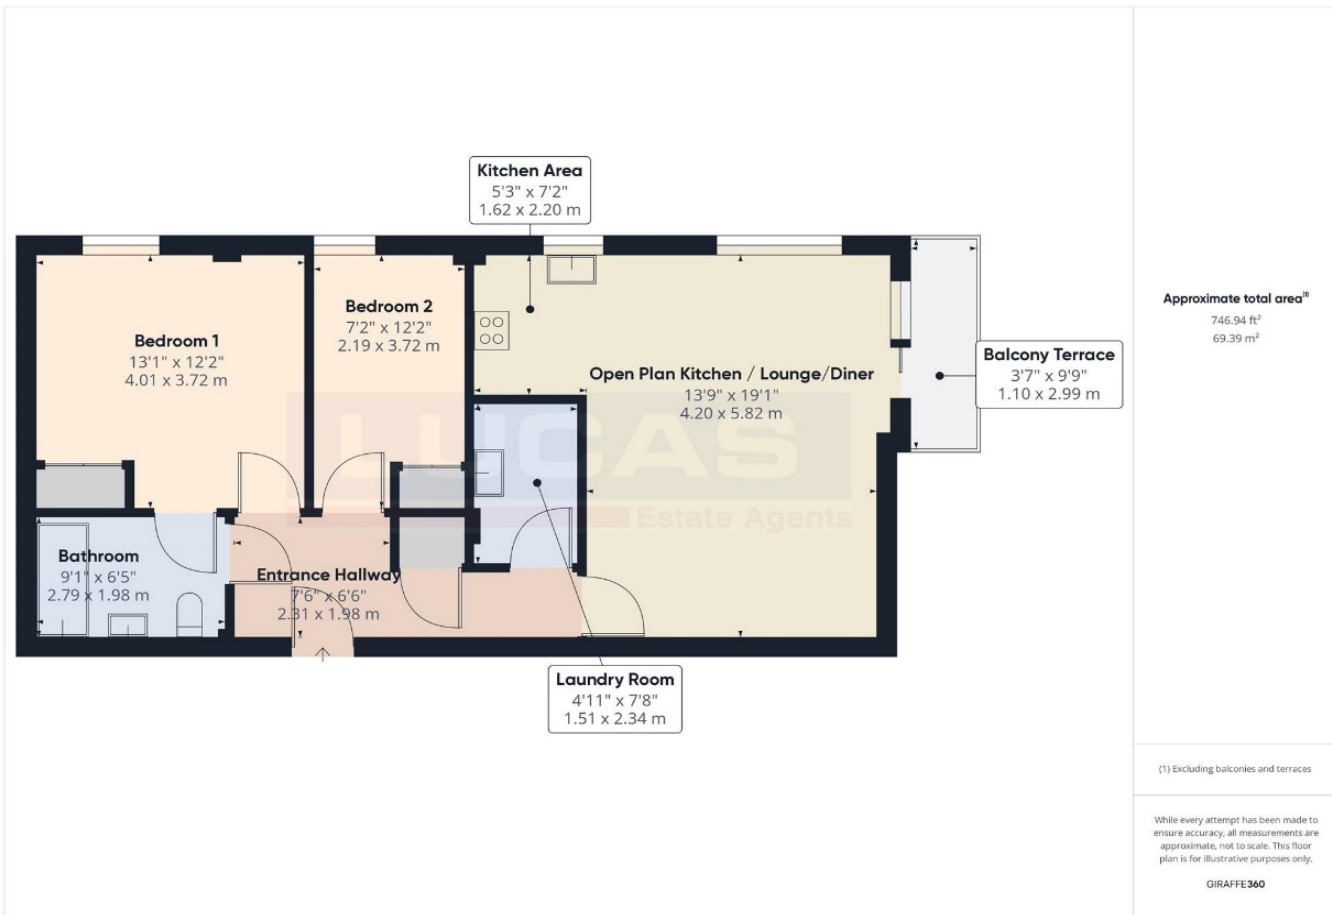 Kitchen Area
5'3" x 7'2"
1.62 x 2.20 m
Bedroom 1
13'1" x 12'2"
4.01 x 3.72 m
Bedroom 2
7'2" x 12'2"
2.19 x 3.72 m
Open Plan Kitchen / Lounge/Diner
13'9" x 19'1"
4.20 x 5.82 m
Balcony Terrace
3'7" x 9'9"
1.10 x 2.99 m
LUCAS
Estate Agents
Bathroom
9'1" x 6'5"
2.79 x 1.98 m
Entrance Hallway
7'6" x 6'6"
2.31 x 1.98 m
Laundry Room
4'11" x 7'8"
1.51 x 2.34 m
Approximate total area(1)
746.94 ft²
69.39 m²
(1) Excluding balconies and terraces
While every attempt has been made to
ensure accuracy, all measurements are
approximate, not to scale. This floor
plan is for illustrative purposes only.
GIRAFFE360